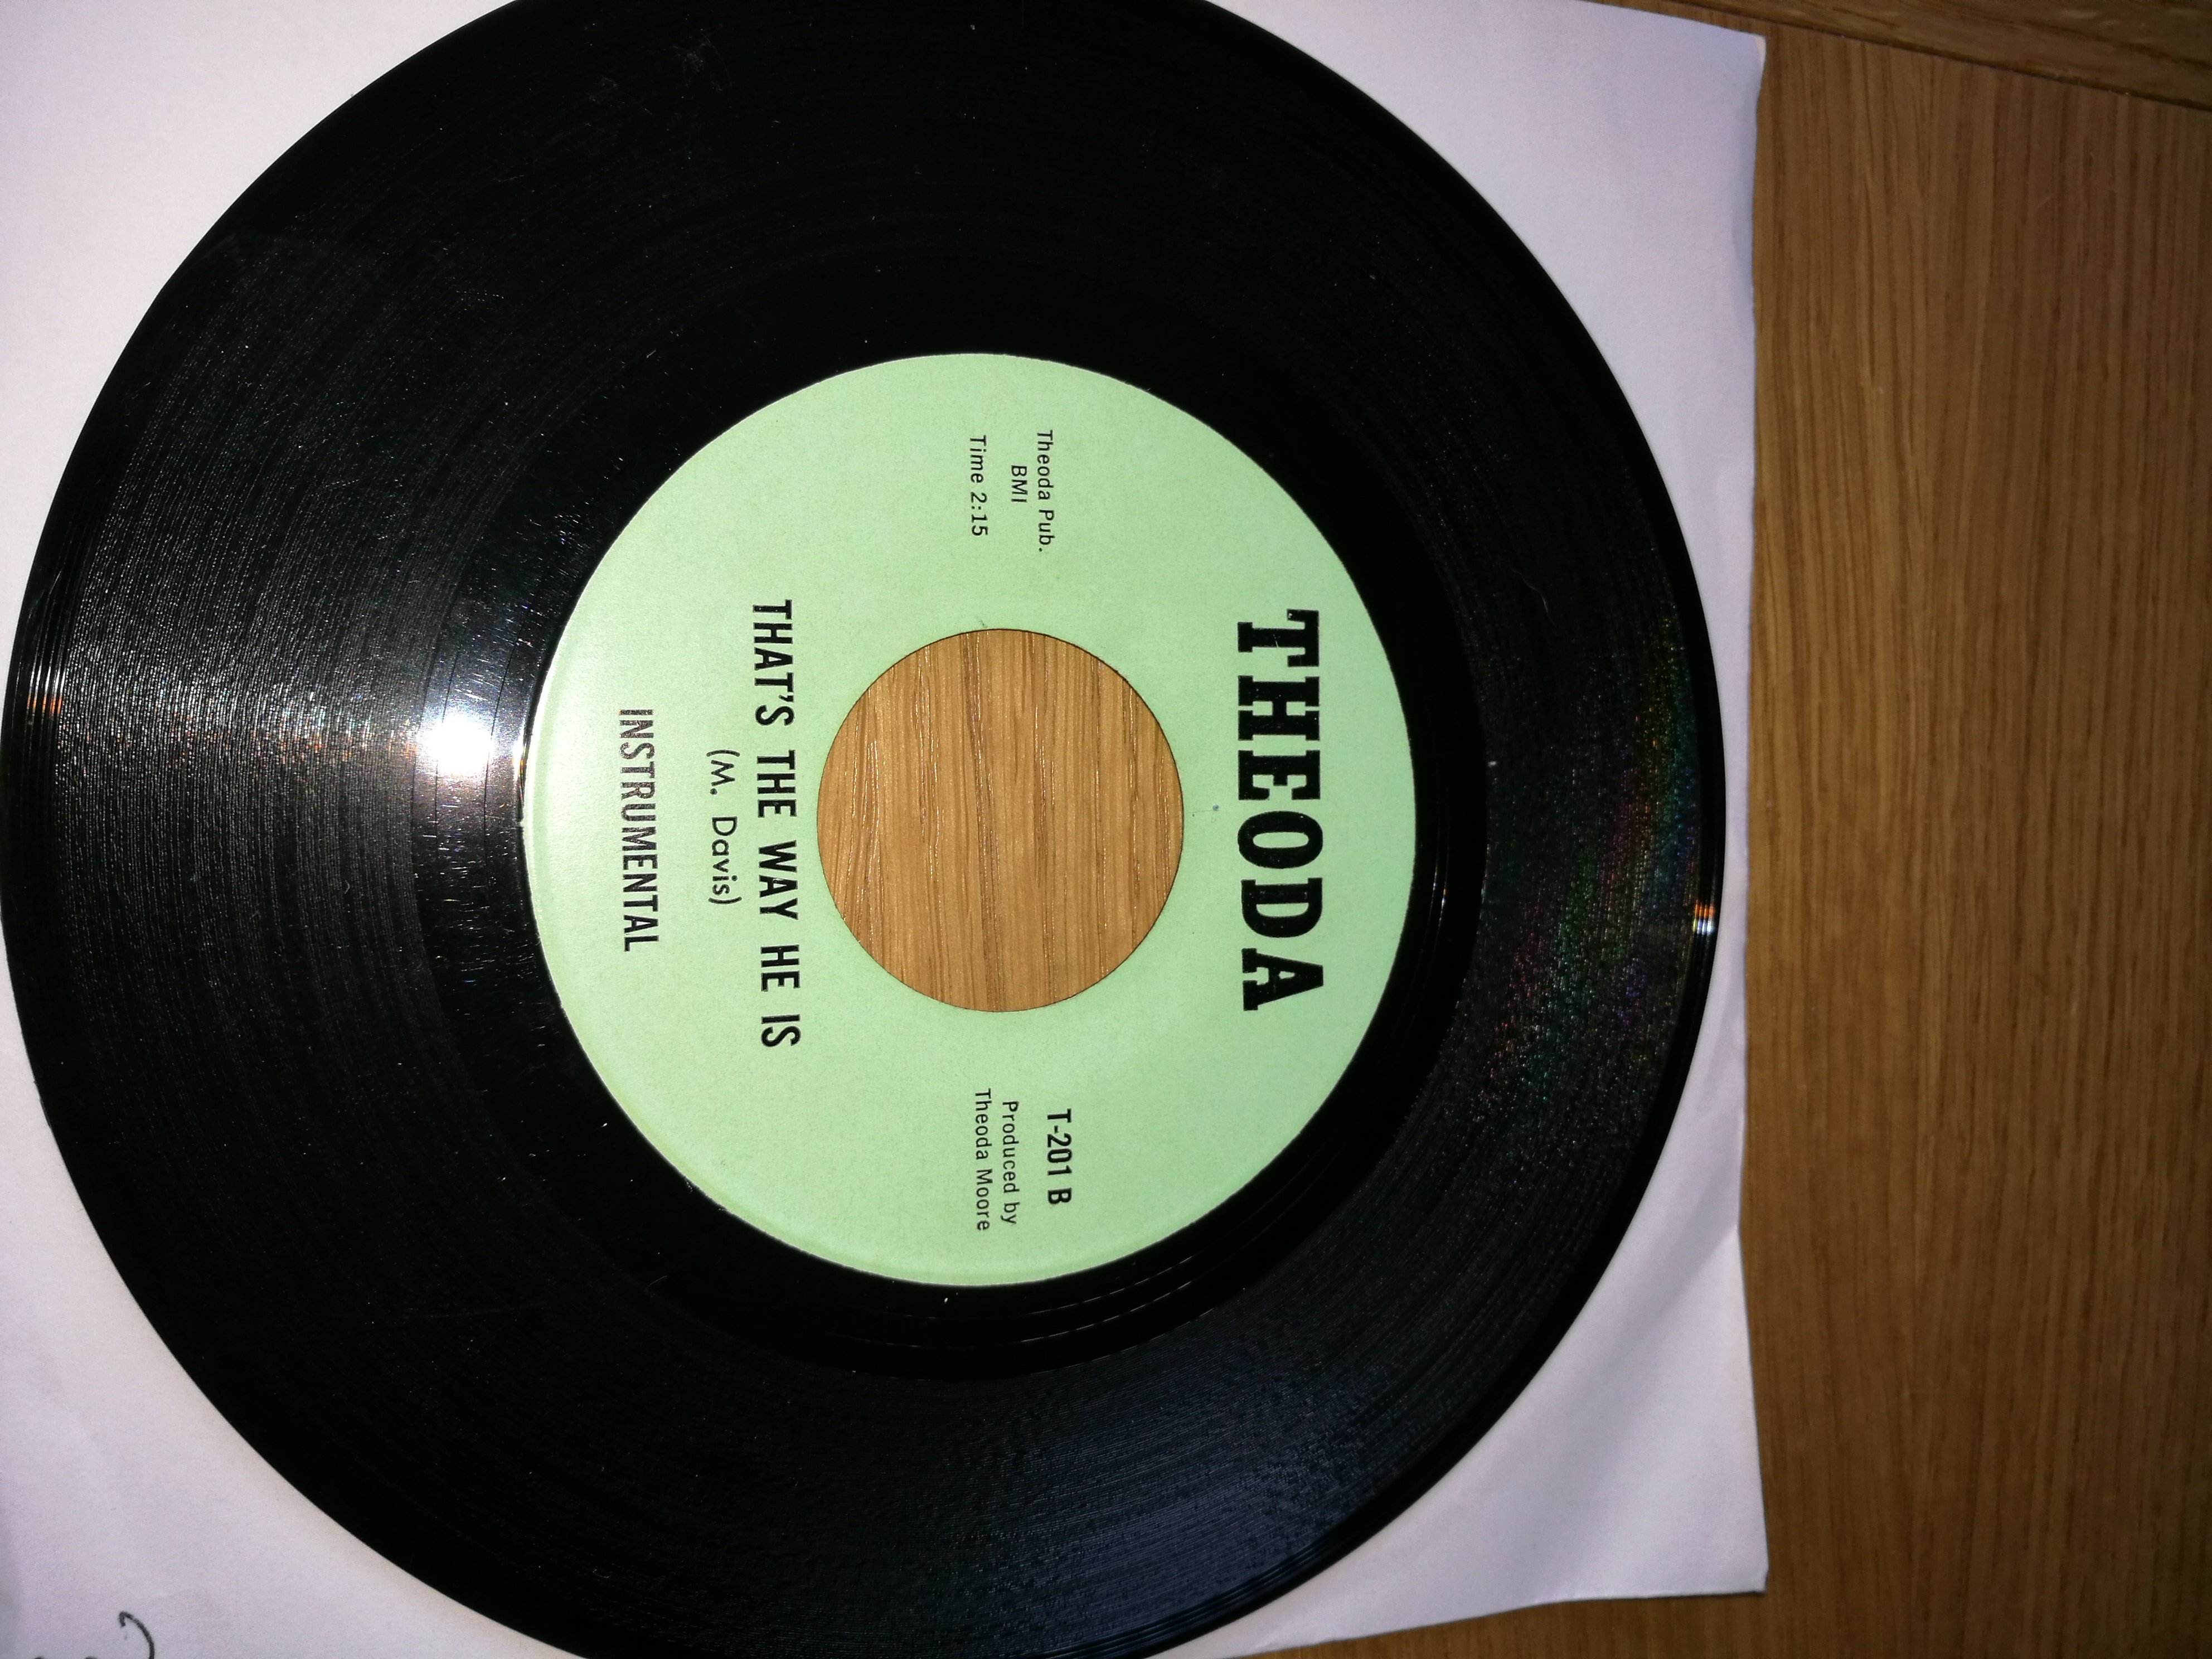 THEODA
Theoda Pub.
BMI
Time 2:15
T-201 B
Produced by
Theoda Moore
THAT'S THE WAY HE IS
(M. Davis)
INSTRUMENTAL